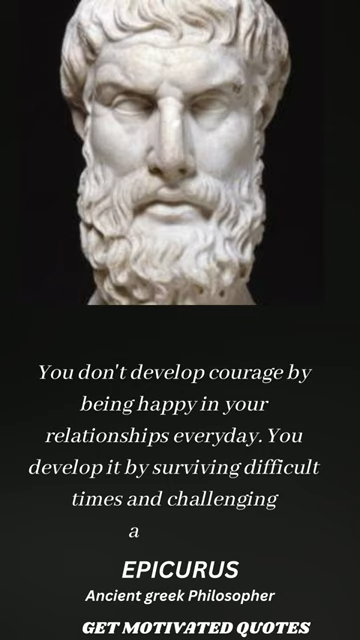 You don't develop courage by
being happy in your
relationships everyday. You
develop it by surviving difficult
times and challenging
a
EPICURUS
Ancient greek Philosopher
GET MOTIVATED QUOTES